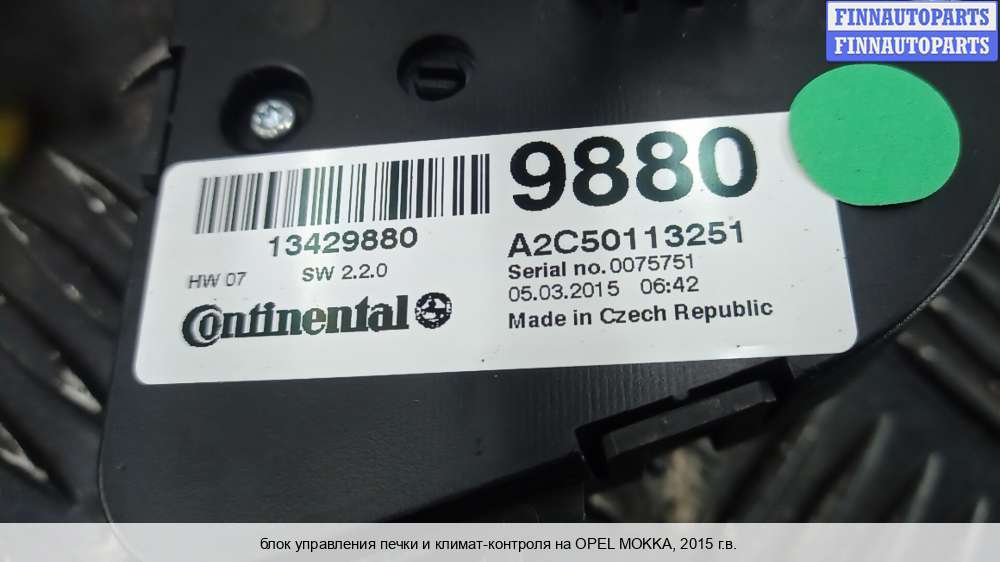 FINNAUTOPARTS
FINNAUTOPARTS
9880
13429880
A2C50113251
HW 07 SW 2.2.0
Serial no. 0075751
05.03.2015 06:42
Continental
Made in Czech Republic
блок управления печки и климат-контроля на OPEL MOKKA, 2015 г.в.